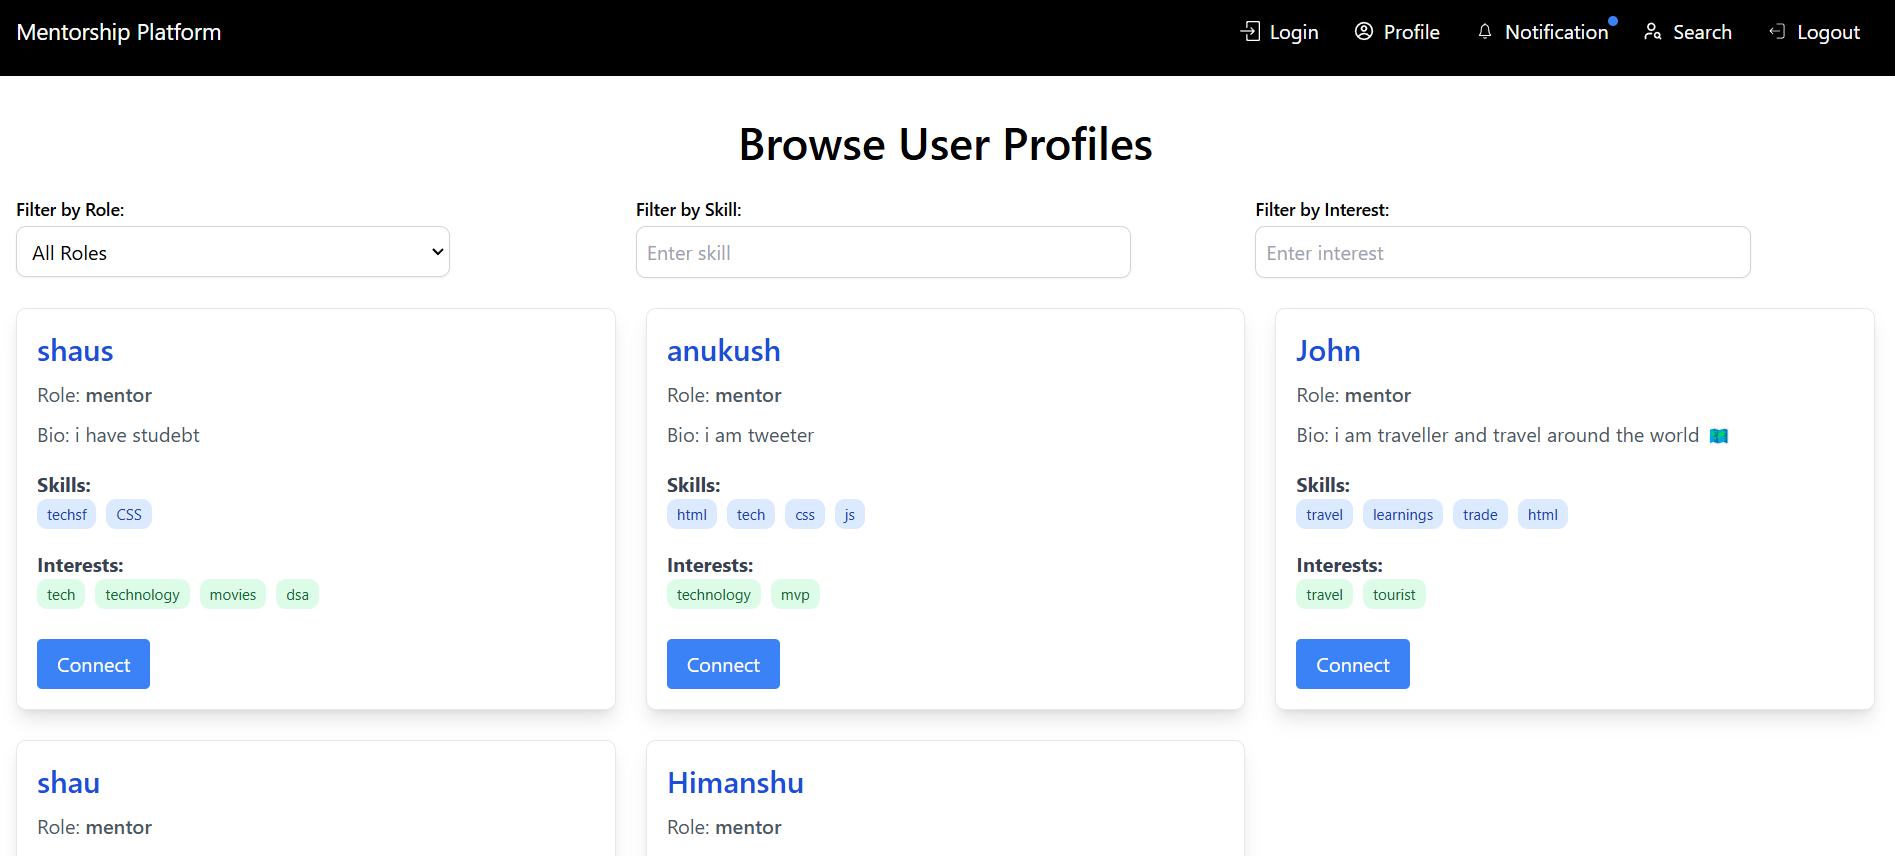 Mentorship Platform
Login
Profile
Notification
Search
Logout
Browse User Profiles
Filter by Role:
All Roles
Filter by Skill:
Enter skill
Filter by Interest:
Enter interest
shaus
Role: mentor
Bio: i have studebt
Skills:
techsf CSS
Interests:
tech technology movies dsa
Connect
anukush
Role: mentor
Bio: i am tweeter
Skills:
html tech css js
Interests:
technology mvp
Connect
John
Role: mentor
Bio: i am traveller and travel around the world 🗺️
Skills:
travel learnings trade html
Interests:
travel tourist
Connect
shau
Role: mentor
Himanshu
Role: mentor